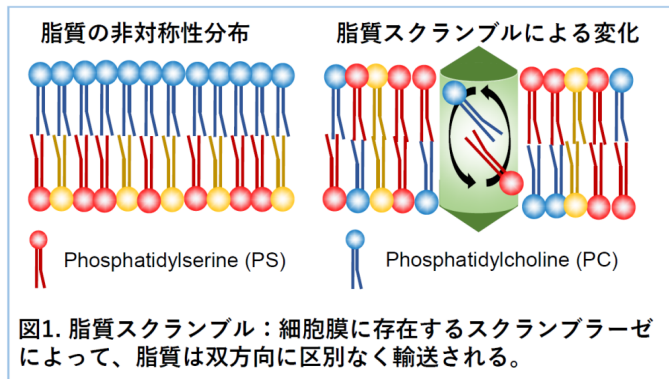 脂質の非対称性分布
脂質スクランブルによる変化
Phosphatidylserine (PS)
Phosphatidylcholine (PC)
図1. 脂質スクランブル：細胞膜に存在するスクランブラーゼ
によって、脂質は双方向に区別なく輸送される。